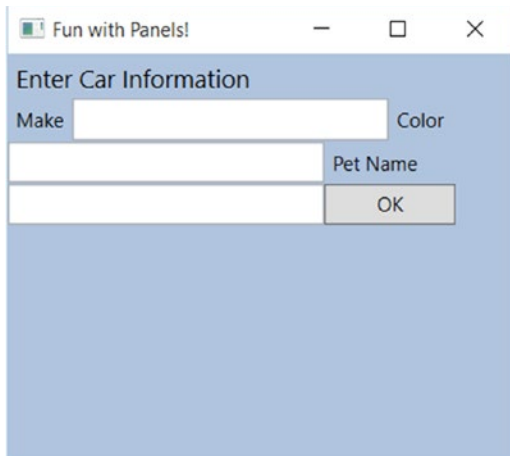 Fun with Panels!
Enter Car Information
Make Color
Pet Name
OK